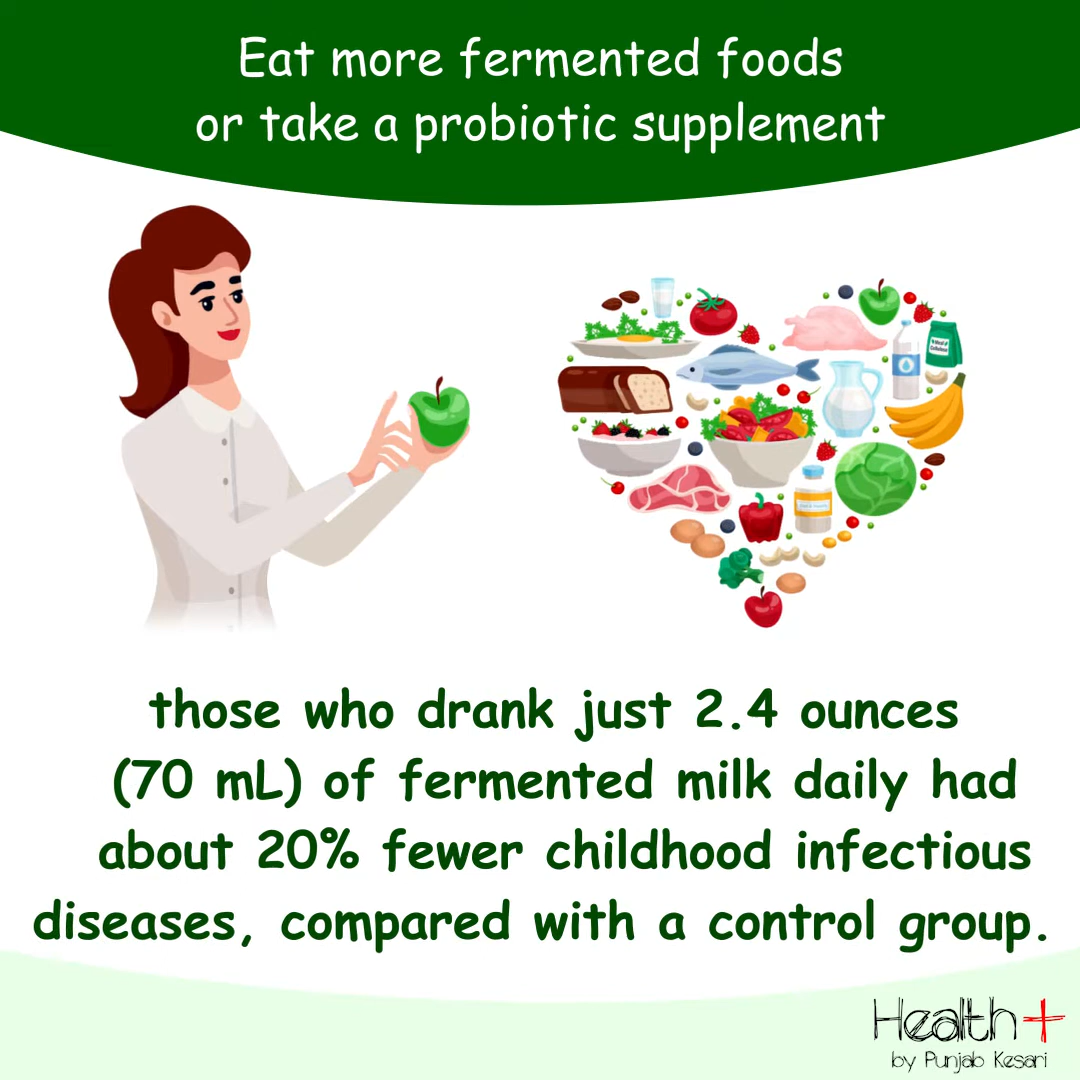 Eat more fermented foods
or take a probiotic supplement
those who drank just 2.4 ounces
(70 mL) of fermented milk daily had
about 20% fewer childhood infectious
diseases, compared with a control group.
Health+
by Punjab Kesari